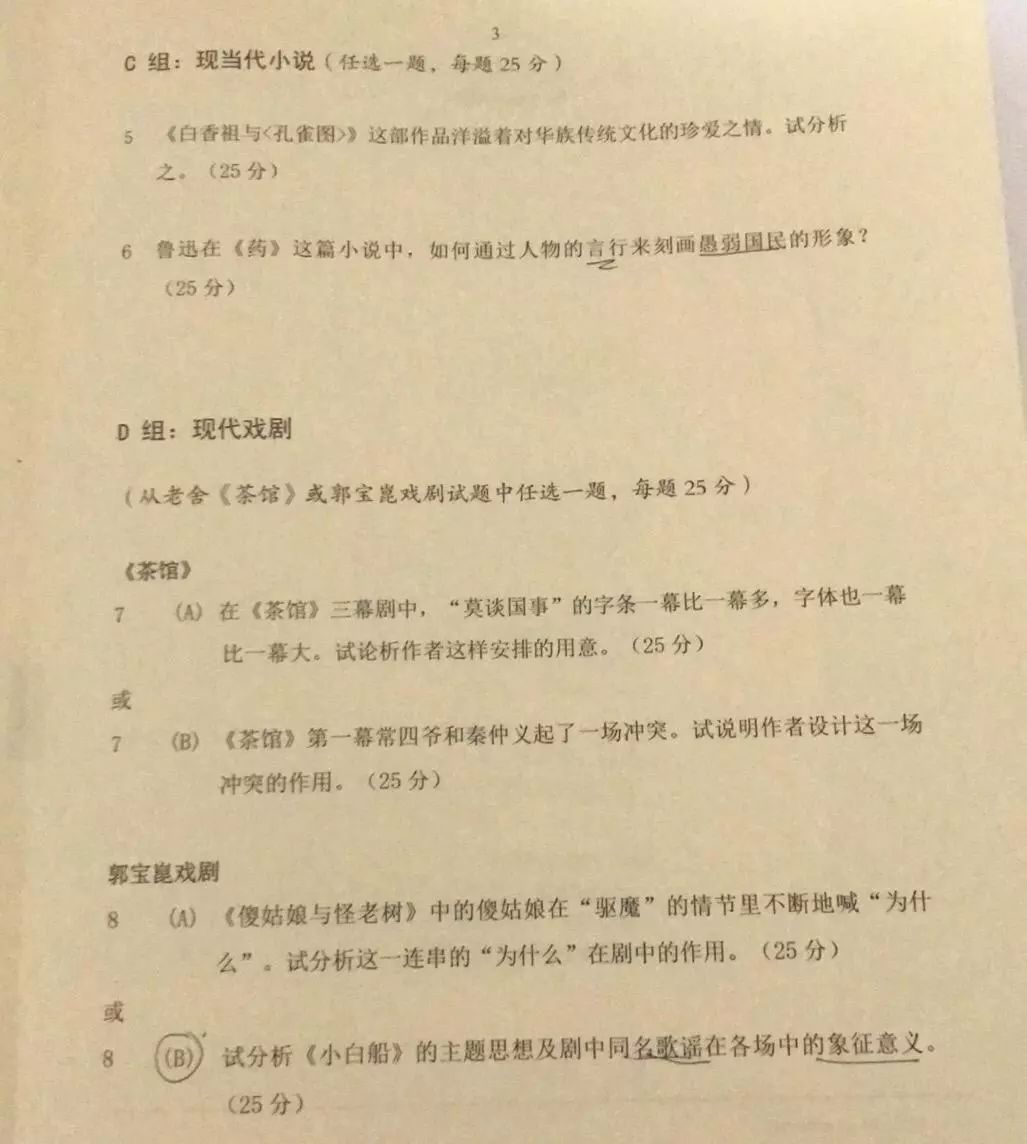 3
C 组：现当代小说（任选一题，每题 25 分）
5 《白香祖与<孔雀图>》这部作品洋溢着对华族传统文化的珍爱之情。试分析
之。（25 分）
6 鲁迅在《药》这篇小说中，如何通过人物的言行来刻画愚弱国民的形象？
（25 分）
D 组：现代戏剧
（从老舍《茶馆》或郭宝崑戏剧试题中任选一题，每题 25 分）
《茶馆》
7 (A) 在《茶馆》三幕剧中，“莫谈国事”的字条一幕比一幕多，字体也一幕
比一幕大。试论析作者这样安排的用意。（25 分）
或
7 (B) 《茶馆》第一幕常四爷和秦仲义起了一场冲突。试说明作者设计这一场
冲突的作用。（25 分）
郭宝崑戏剧
8 (A) 《傻姑娘与怪老树》中的傻姑娘在“驱魔”的情节里不断地喊“为什
么”。试分析这一连串的“为什么”在剧中的作用。（25 分）
或
8 (B) 试分析《小白船》的主题思想及剧中同名歌谣在各场中的象征意义。
（25 分）